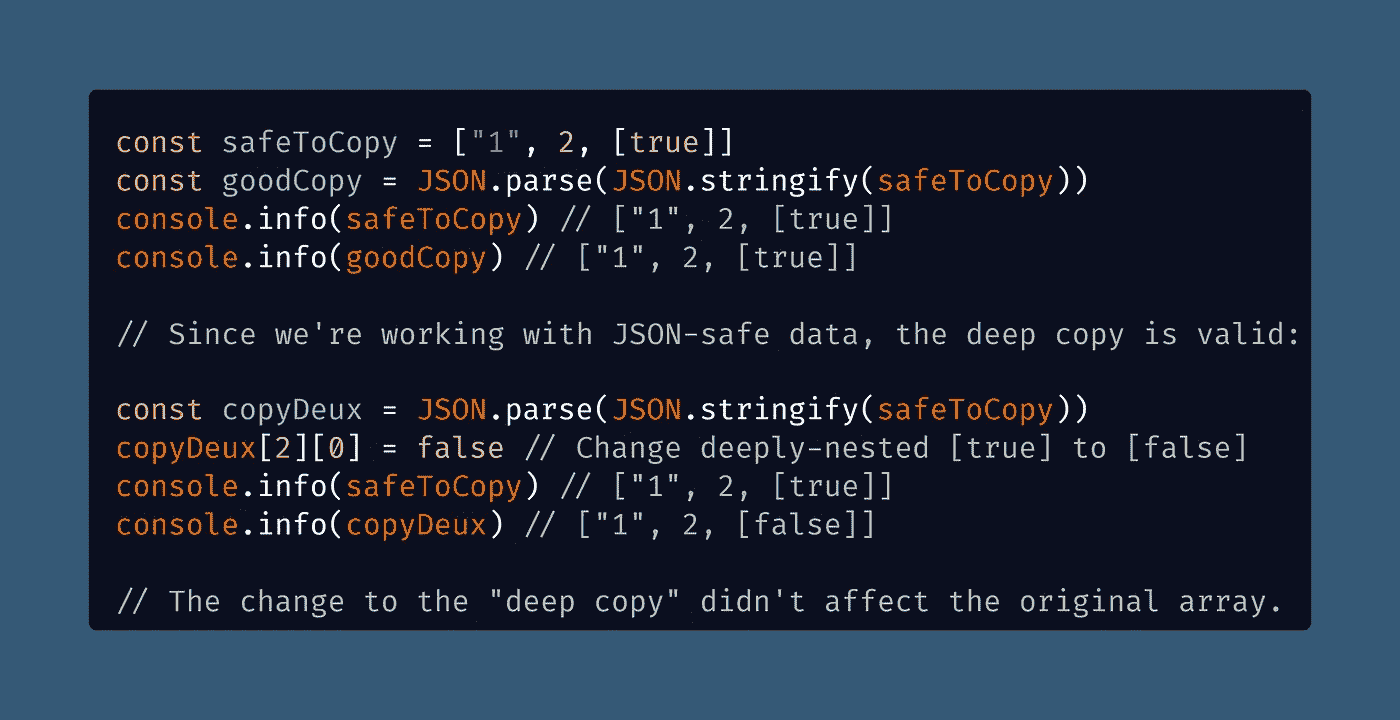 const safeToCopy = ["1", 2, [true]]
const goodCopy = JSON.parse(JSON.stringify(safeToCopy))
console.info(safeToCopy) // ["1", 2, [true]]
console.info(goodCopy) // ["1", 2, [true]]
// Since we're working with JSON-safe data, the deep copy is valid:
const copyDeux = JSON.parse(JSON.stringify(safeToCopy))
copyDeux[2][0] = false // Change deeply-nested [true] to [false]
console.info(safeToCopy) // ["1", 2, [true]]
console.info(copyDeux) // ["1", 2, [false]]
// The change to the "deep copy" didn't affect the original array.